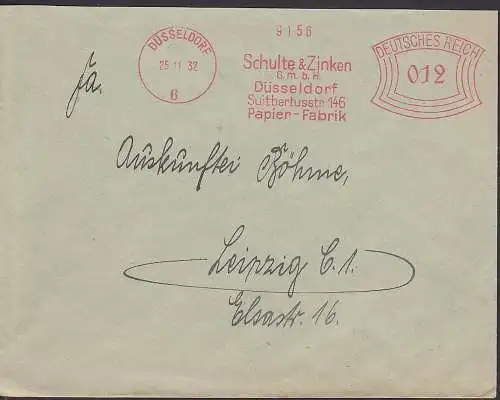 9156
DÜSSELDORF
25.11.32
6
Schulte & Zinken
G.m.b.H.
Düsseldorf
Suitbertusstr. 146
Papier-Fabrik
DEUTSCHES REICH
012
Fa.
Auskunftei Böhme,
Leipzig C.1.
Elsastr. 16.